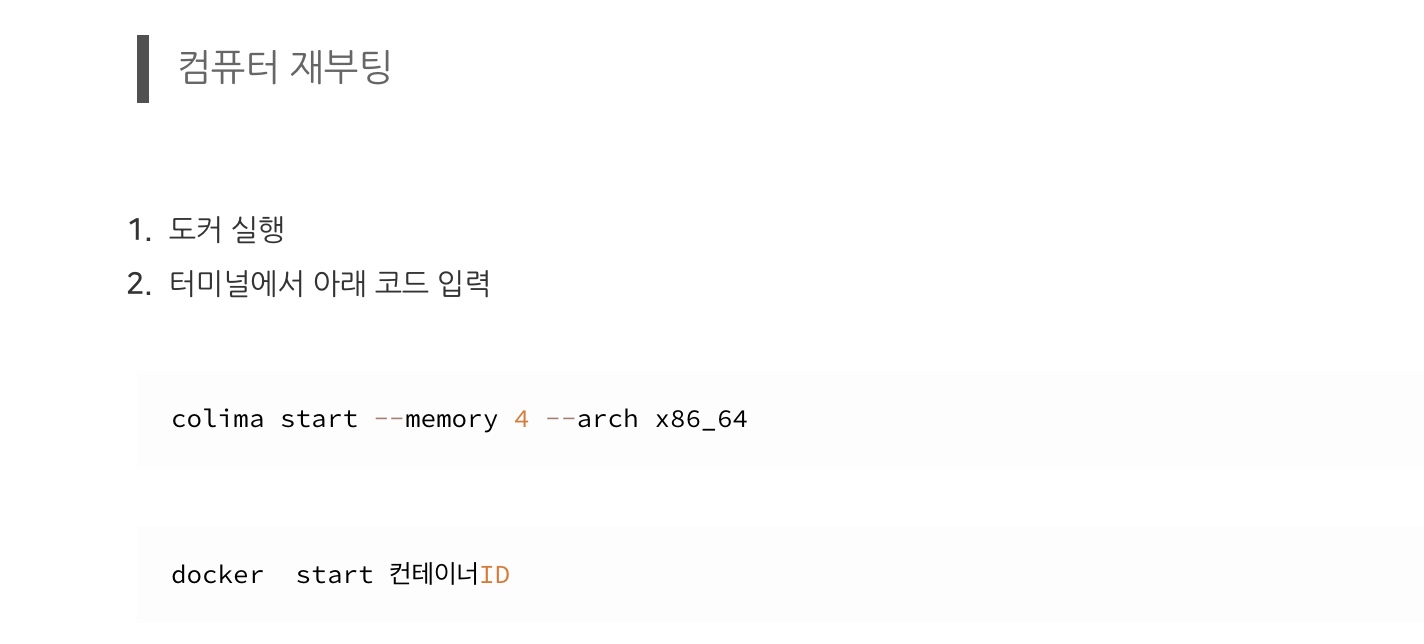 컴퓨터 재부팅
1. 도커 실행
2. 터미널에서 아래 코드 입력
colima start --memory 4 --arch x86_64
docker  start 컨테이너ID